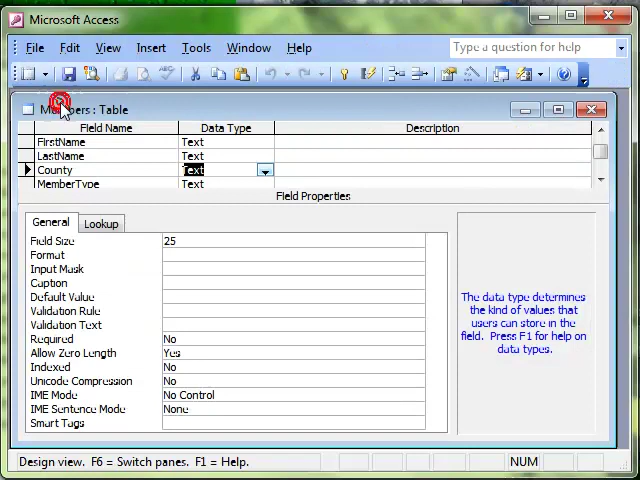 Microsoft Access
File Edit View Insert Tools Window Help Type a question for help
Members : Table
Field Name Data Type Description
FirstName Text
LastName Text
County Text
MemberType Text
Field Properties
General Lookup
Field Size 25
Format
Input Mask
Caption
Default Value
Validation Rule
Validation Text
Required No
Allow Zero Length Yes
Indexed No
Unicode Compression No
IME Mode No Control
IME Sentence Mode None
Smart Tags
The data type determines
the kind of values that
users can store in the
field. Press F1 for help on
data types.
Design view. F6 = Switch panes. F1 = Help. NUM